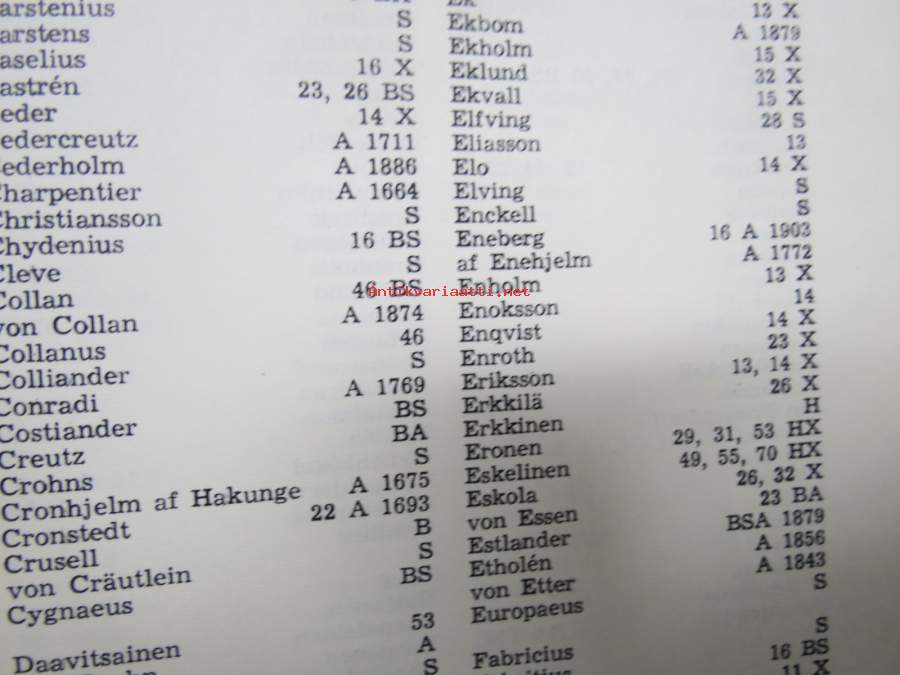 arstenius S
arstens S
aselius 16 X
astrén 23, 26 BS
eder 14 X
edercreutz A 1711
ederholm A 1886
Charpentier A 1664
Christiansson S
Chydenius 16 BS
Cleve S
Collan 46 BS
von Collan A 1874
Collanus 46
Colliander S
Conradi A 1769
Costiander BS
Creutz BA
Crohns S
Cronhjelm af Hakunge A 1675
Cronstedt 22 A 1693
Crusell B
von Cräutlein S
Cygnaeus BS
Daavitsainen 53
A
S
Ek 13 X
Ekbom A 1879
Ekholm 15 X
Eklund 32 X
Ekvall 15 X
Elfving 28 S
Eliasson 13
Elo 14 X
Elving S
Enckell S
Eneberg 16 A 1903
af Enehjelm A 1772
Enholm 13 X
Enoksson 14
Enqvist 14 X
Enroth 23 X
Eriksson 13, 14 X
Erkkilä 26 X
Erkkinen H
Eronen 29, 31, 53 HX
Eskelinen 49, 55, 70 HX
Eskola 26, 32 X
von Essen 23 BA
Estlander BSA 1879
Etholén A 1856
von Etter A 1843
Europaeus S
Fabricius S
16 BS
11 X
antikvariaatti.net